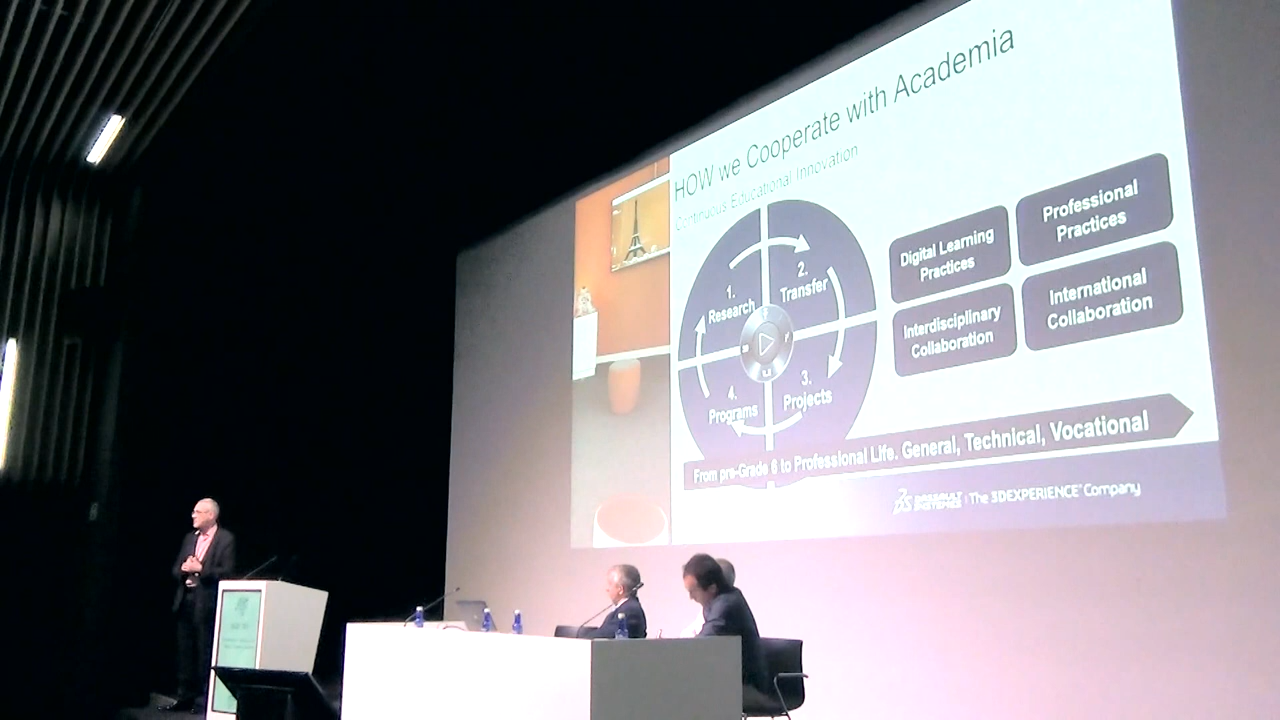 HOW we Cooperate with Academia
Continuous Educational Innovation
1.
Research
2.
Transfer
3.
Projects
4.
Programs
Digital Learning
Practices
Professional
Practices
Interdisciplinary
Collaboration
International
Collaboration
From pre-Grade 6 to Professional Life. General, Technical, Vocational
DASSAULT
SYSTEMES | The 3DEXPERIENCE® Company